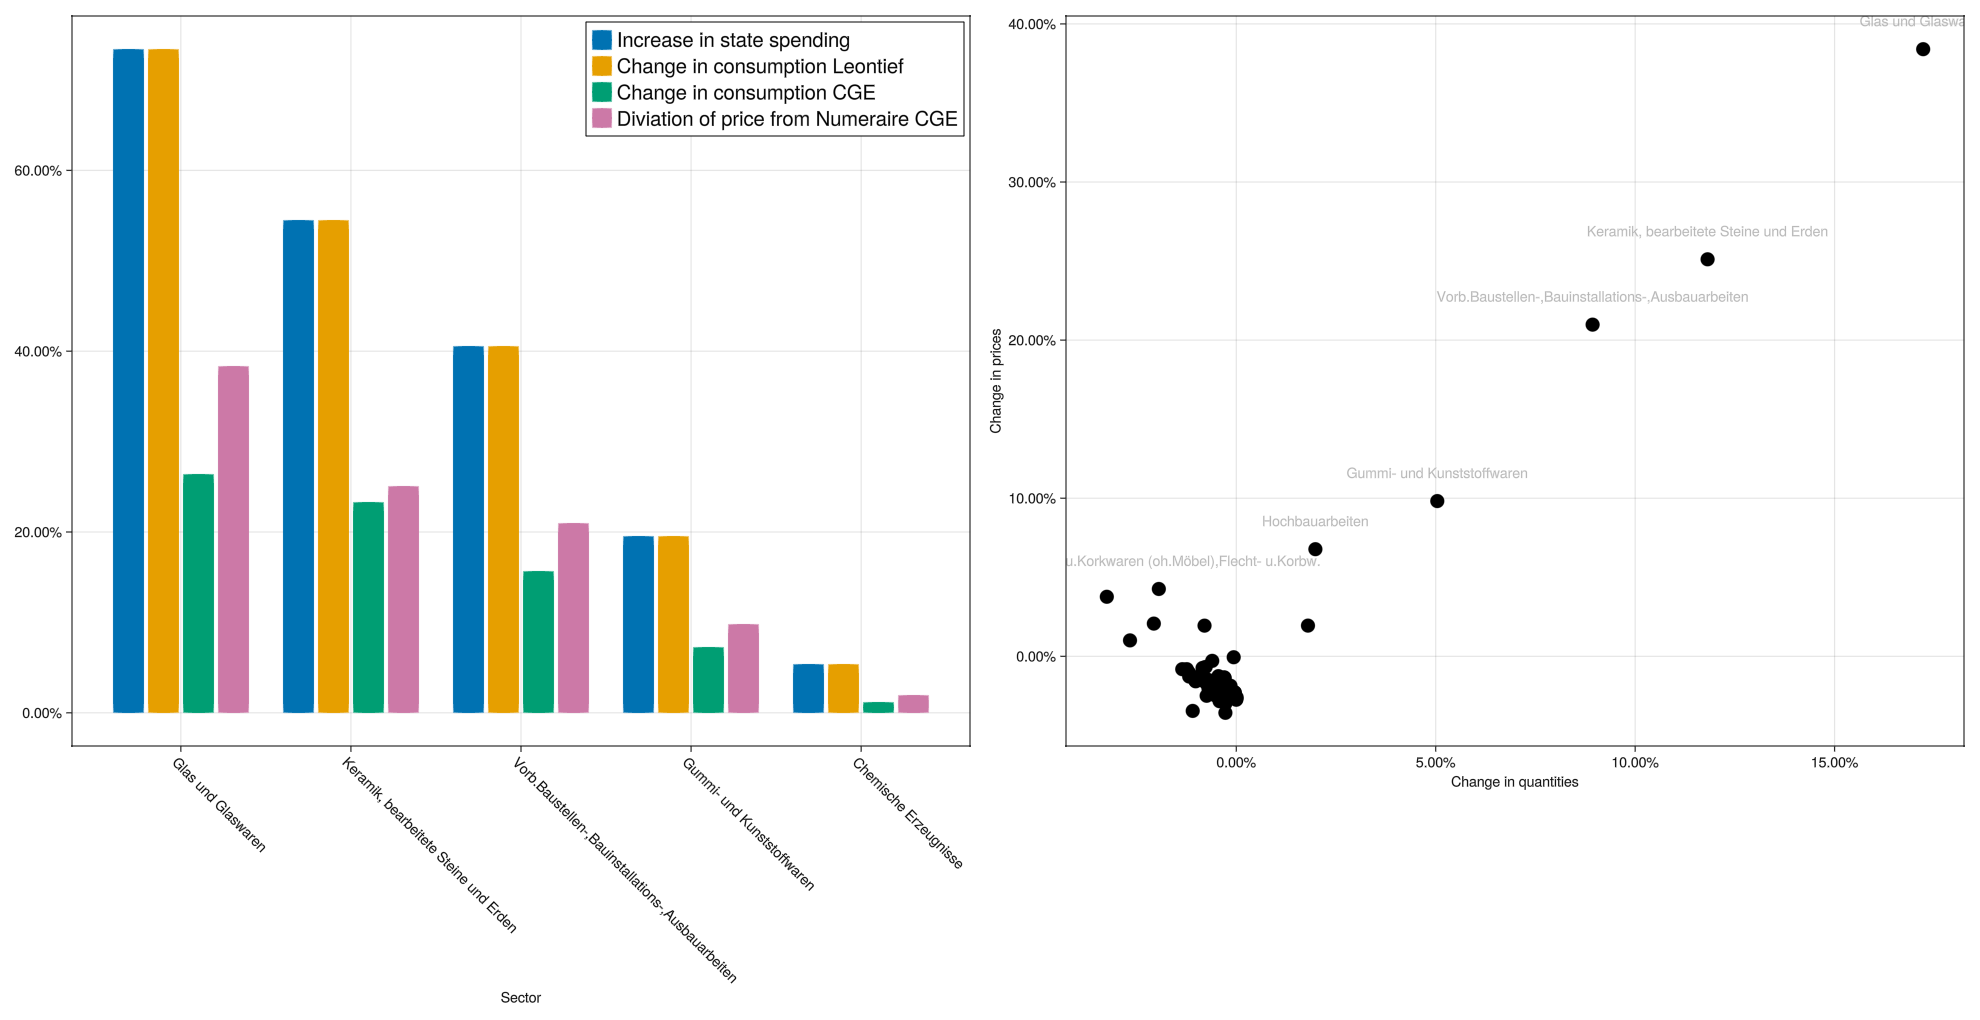 Increase in state spending
Change in consumption Leontief
Change in consumption CGE
Diviation of price from Numeraire CGE
60.00%
40.00%
20.00%
0.00%
Glas und Glaswaren
Keramik, bearbeitete Steine und Erden
Vorb.Baustellen-,Bauinstallations-,Ausbauarbeiten
Gummi- und Kunststoffwaren
Chemische Erzeugnisse
Sector
40.00%
30.00%
20.00%
10.00%
0.00%
Change in prices
Glas und Glaswa
Keramik, bearbeitete Steine und Erden
Vorb.Baustellen-,Bauinstallations-,Ausbauarbeiten
Gummi- und Kunststoffwaren
Hochbauarbeiten
u.Korkwaren (oh.Möbel),Flecht- u.Korbw.
0.00%
5.00%
10.00%
15.00%
Change in quantities